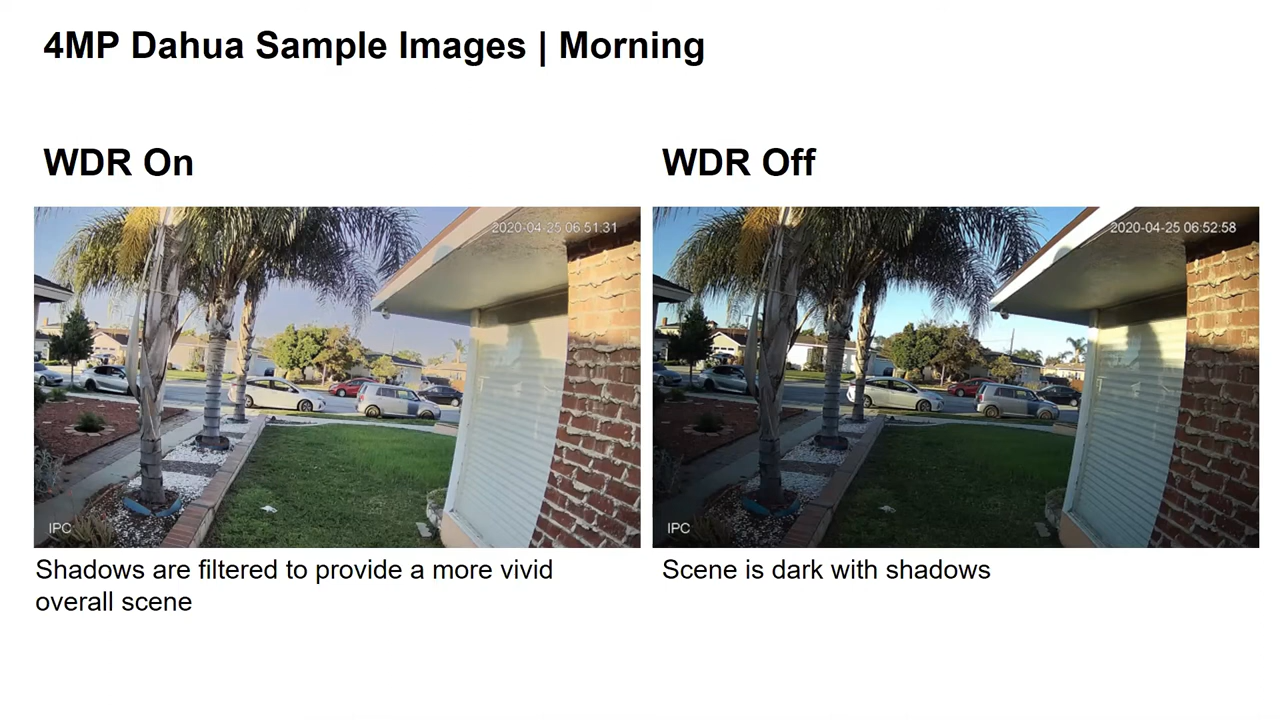 4MP Dahua Sample Images | Morning
WDR On
WDR Off
2020-04-25 06:51:31
IPC
2020-04-25 06:52:58
IPC
Shadows are filtered to provide a more vivid
overall scene
Scene is dark with shadows